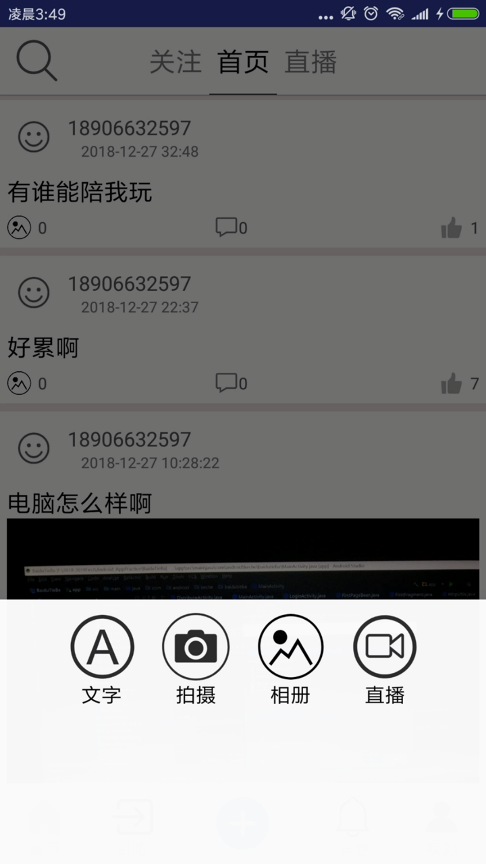 凌晨3:49
关注 首页 直播
18906632597
2018-12-27 32:48
有谁能陪我玩
0 0 1
18906632597
2018-12-27 22:37
好累啊
0 0 7
18906632597
2018-12-27 10:28:22
电脑怎么样啊
A
文字 拍摄 相册 直播